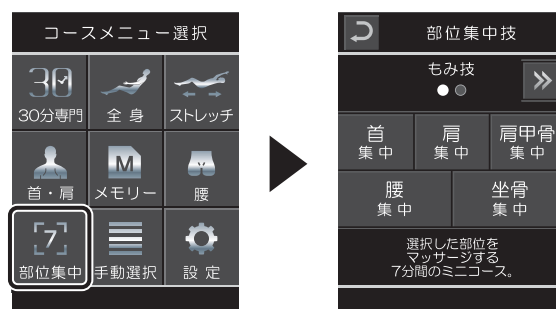 コースメニュー選択
30
30分専門
全 身
ストレッチ
首・肩
M
メモリー
腰
7
部位集中
手動選択
設 定
部位集中技
もみ技
首
集 中
肩
集 中
肩甲骨
集 中
腰
集 中
坐骨
集 中
選択した部位を
マッサージする
7分間のミニコース。